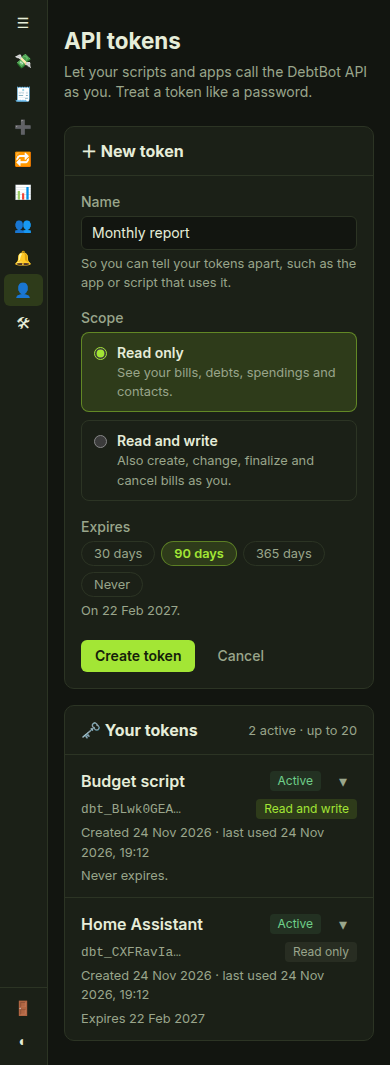 API tokens
Let your scripts and apps call the DebtBot API
as you. Treat a token like a password.
New token
Name
Monthly report
So you can tell your tokens apart, such as the
app or script that uses it.
Scope
Read only
See your bills, debts, spendings and
contacts.
Read and write
Also create, change, finalize and
cancel bills as you.
Expires
30 days 90 days 365 days
Never
On 22 Feb 2027.
Create token Cancel
Your tokens 2 active · up to 20
Budget script Active
dbt_BLwk0GEA… Read and write
Created 24 Nov 2026 · last used 24 Nov
2026, 19:12
Never expires.
Home Assistant Active
dbt_CXFRavIa… Read only
Created 24 Nov 2026 · last used 24 Nov
2026, 19:12
Expires 22 Feb 2027